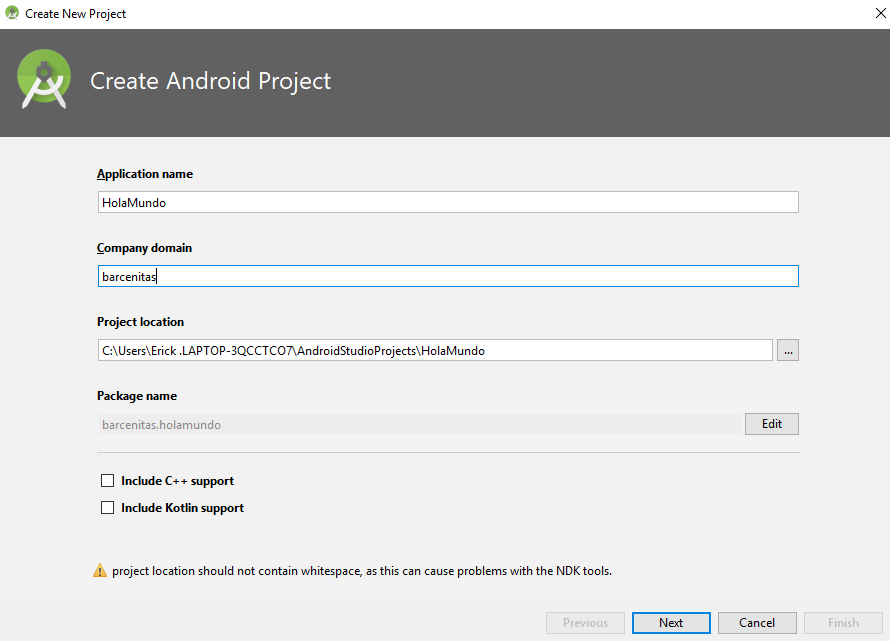 Create New Project
Create Android Project
Application name
HolaMundo
Company domain
barcenitas
Project location
C:\Users\Erick .LAPTOP-3QCCTCO7\AndroidStudioProjects\HolaMundo
...
Package name
barcenitas.holamundo
Edit
Include C++ support
Include Kotlin support
project location should not contain whitespace, as this can cause problems with the NDK tools.
Previous Next Cancel Finish